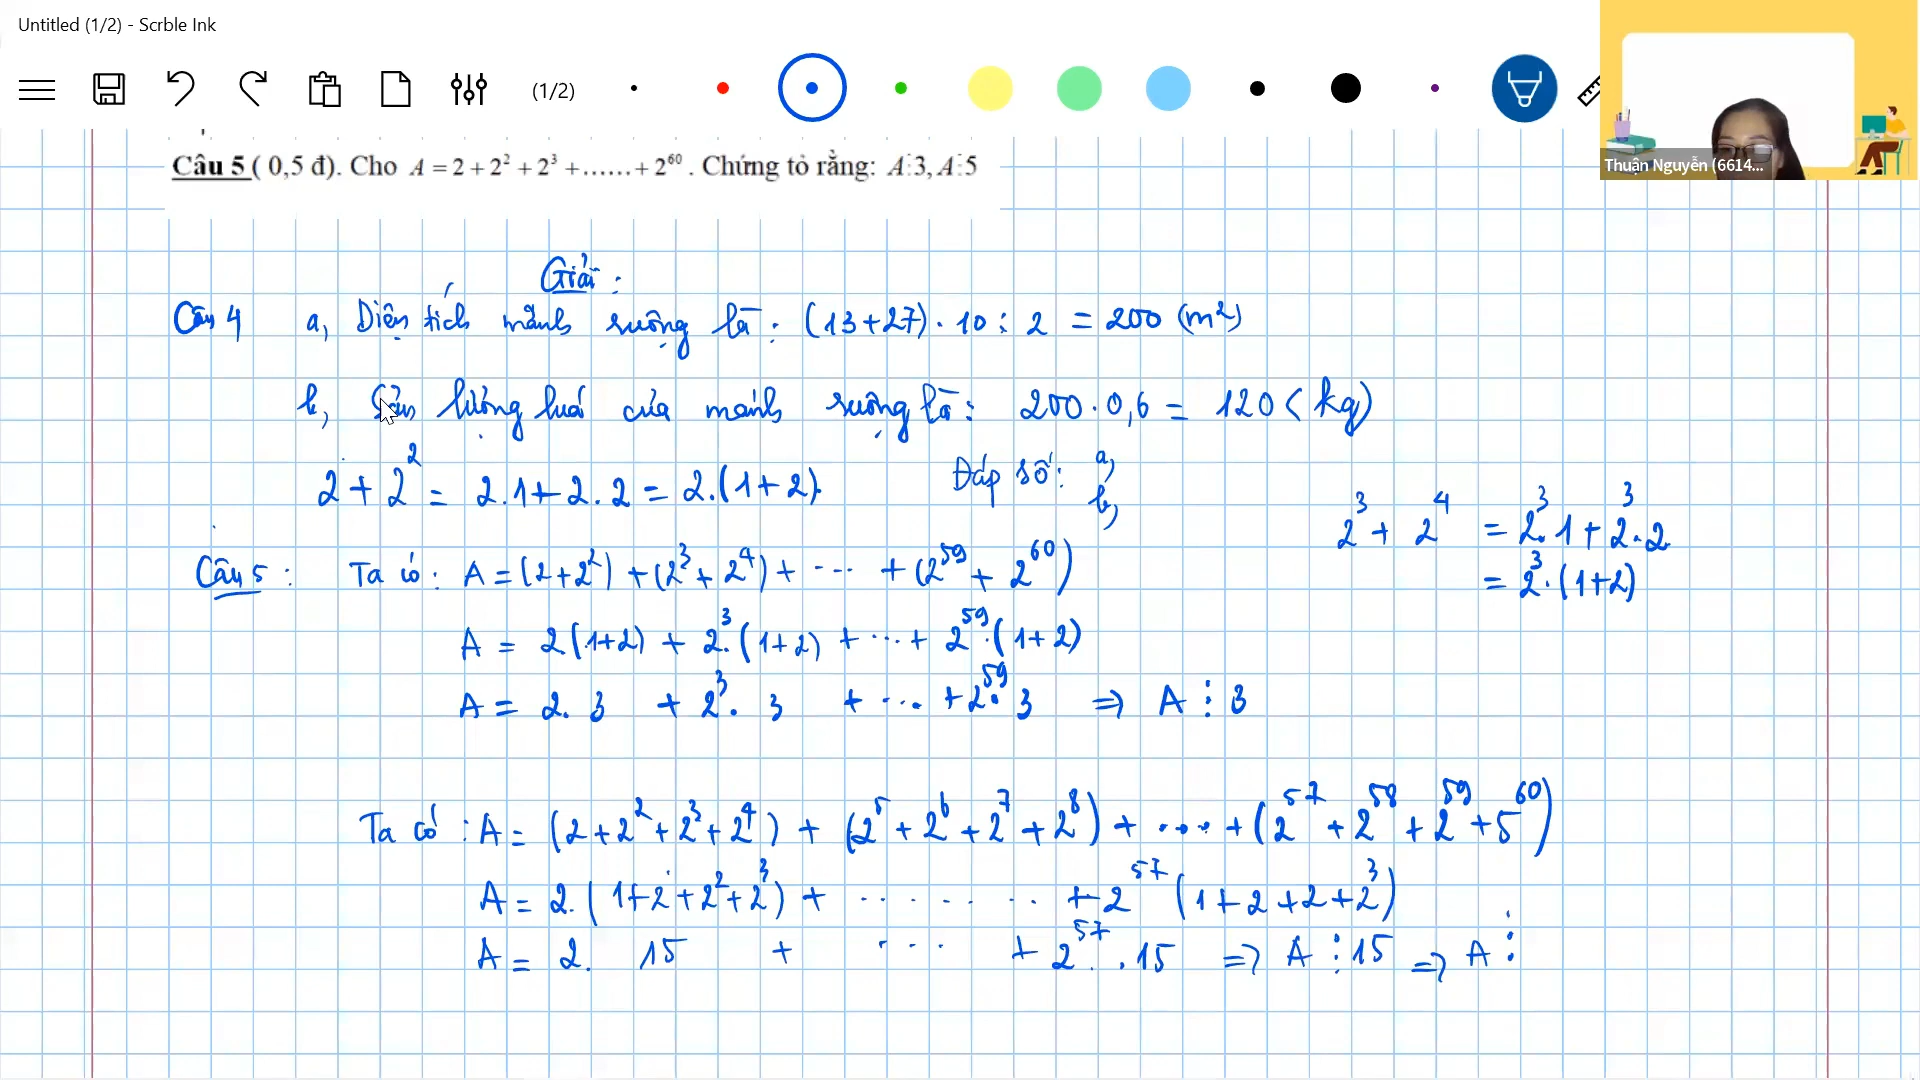 Untitled (1/2) - Scrble Ink
(1/2)
Thuận Nguyễn (6614...
Câu 5 ( 0,5 đ). Cho A = 2 + 2² + 2³ + ...... + 2⁶⁰ . Chứng tỏ rằng: A⋮3, A⋮5
Giải :
Câu 4 a, Diện tích mảnh ruộng là : (13+27) . 10 : 2 = 200 (m²)
b, Sản lượng luá của mảnh ruộng là : 200 . 0,6 = 120 (kg)
2 + 2² = 2.1 + 2.2 = 2.(1+2).
Đáp số : a,
b,
2³ + 2⁴ = 2³.1 + 2³.2
= 2³.(1+2)
Câu 5 : Ta có : A = (2+2²) + (2³ + 2⁴) + ... + (2⁵⁹ + 2⁶⁰)
A = 2(1+2) + 2³.(1+2) + ... + 2⁵⁹.(1+2)
A = 2. 3 + 2³. 3 + ... + 2⁵⁹. 3 => A ⋮ 3
Ta có : A = (2 + 2² + 2³ + 2⁴) + (2⁵ + 2⁶ + 2⁷ + 2⁸) + .... + (2⁵⁷ + 2⁵⁸ + 2⁵⁹ + 5⁶⁰)
A = 2. (1+2+2²+2³) + ........ + 2⁵⁷ (1+2+2+2³)
A = 2. 15 + ... + 2⁵⁷. .15 => A ⋮ 15 => A ⋮